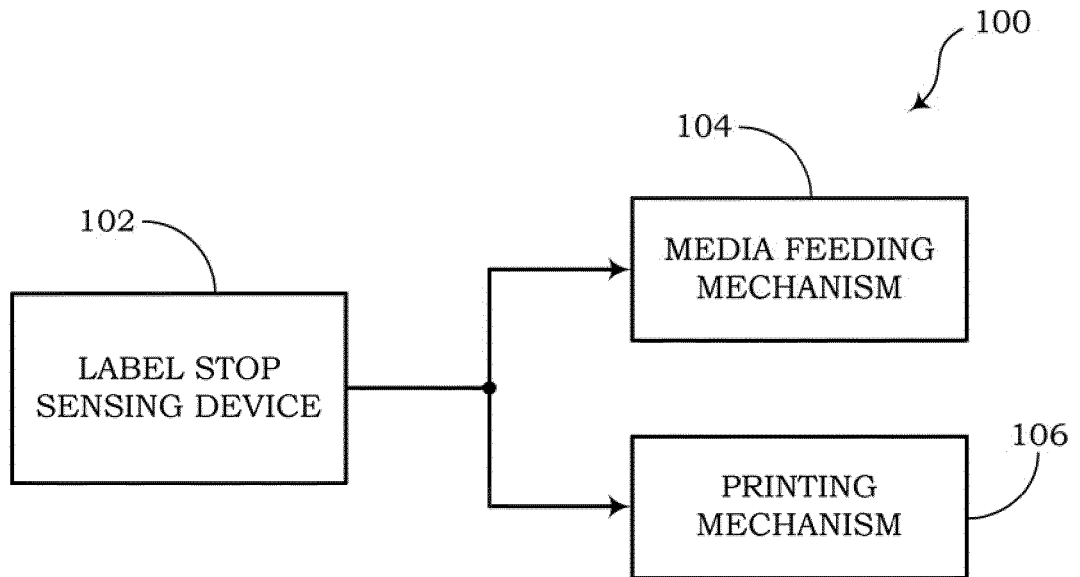 100
104
102
MEDIA FEEDING
MECHANISM
LABEL STOP
SENSING DEVICE
106
PRINTING
MECHANISM